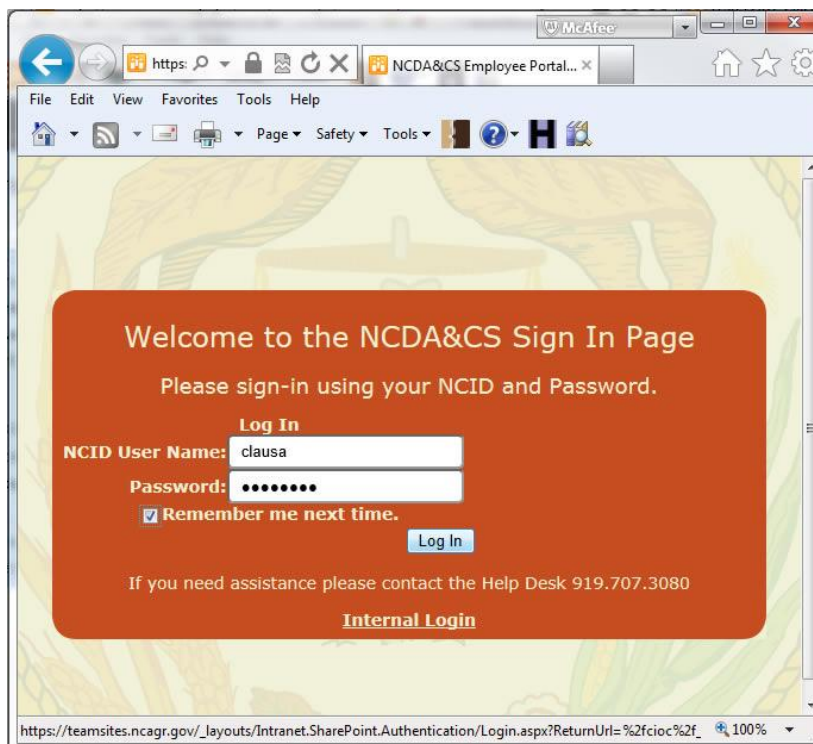 McAfee
https: NCDA&CS Employee Portal...
File Edit View Favorites Tools Help
Page Safety Tools
Welcome to the NCDA&CS Sign In Page
Please sign-in using your NCID and Password.
Log In
NCID User Name: clausa
Password: ••••••••
Remember me next time.
Log In
If you need assistance please contact the Help Desk 919.707.3080
Internal Login
https://teamsites.ncagr.gov/_layouts/Intranet.SharePoint.Authentication/Login.aspx?ReturnUrl=%2fcioc%2f_ 100%